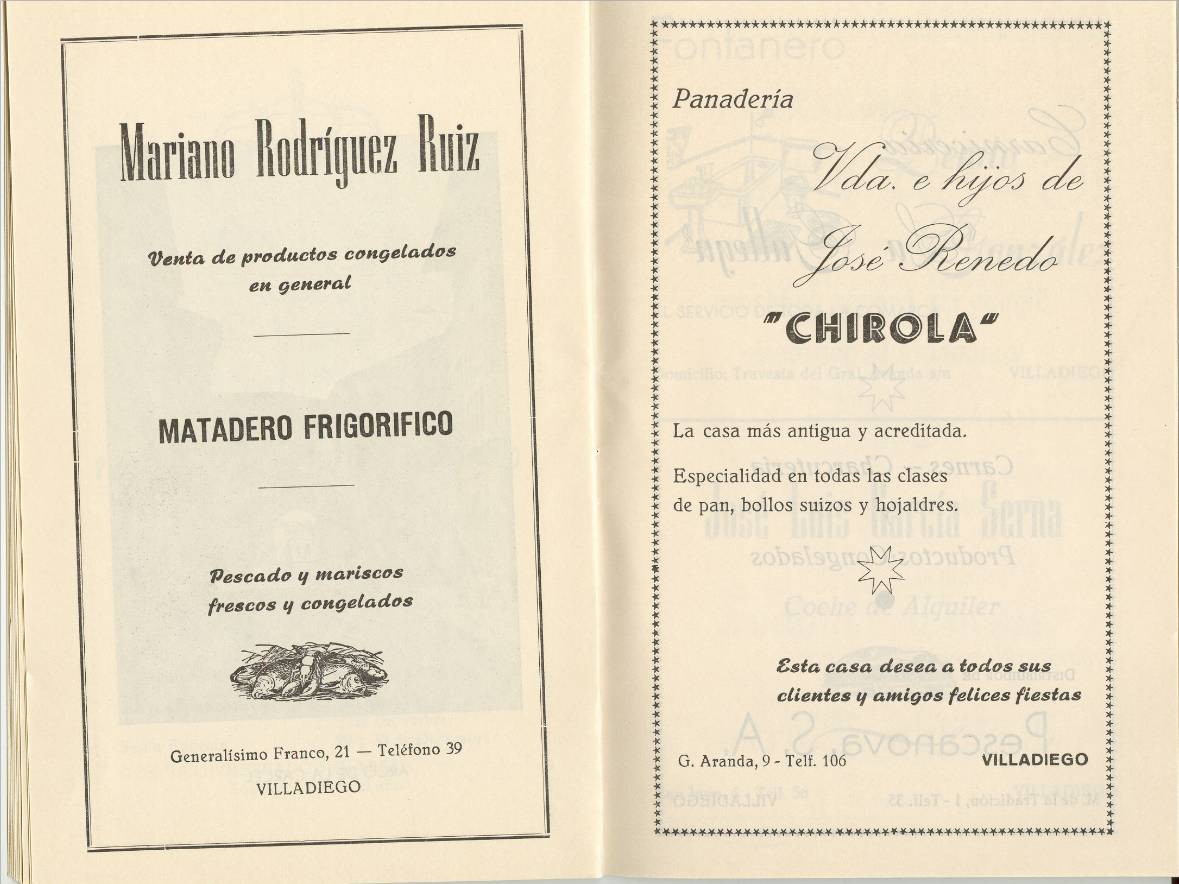 Mariano Rodríguez Ruiz
Venta de productos congelados
en general
MATADERO FRIGORIFICO
Pescado y mariscos
frescos y congelados
Generalísimo Franco, 21 — Teléfono 39
VILLADIEGO
Panadería
Vda. e hijos de
José Renedo
"CHIROLA"
La casa más antigua y acreditada.
Especialidad en todas las clases
de pan, bollos suizos y hojaldres.
Esta casa desea a todos sus
clientes y amigos felices fiestas
G. Aranda, 9 - Telf. 106
VILLADIEGO